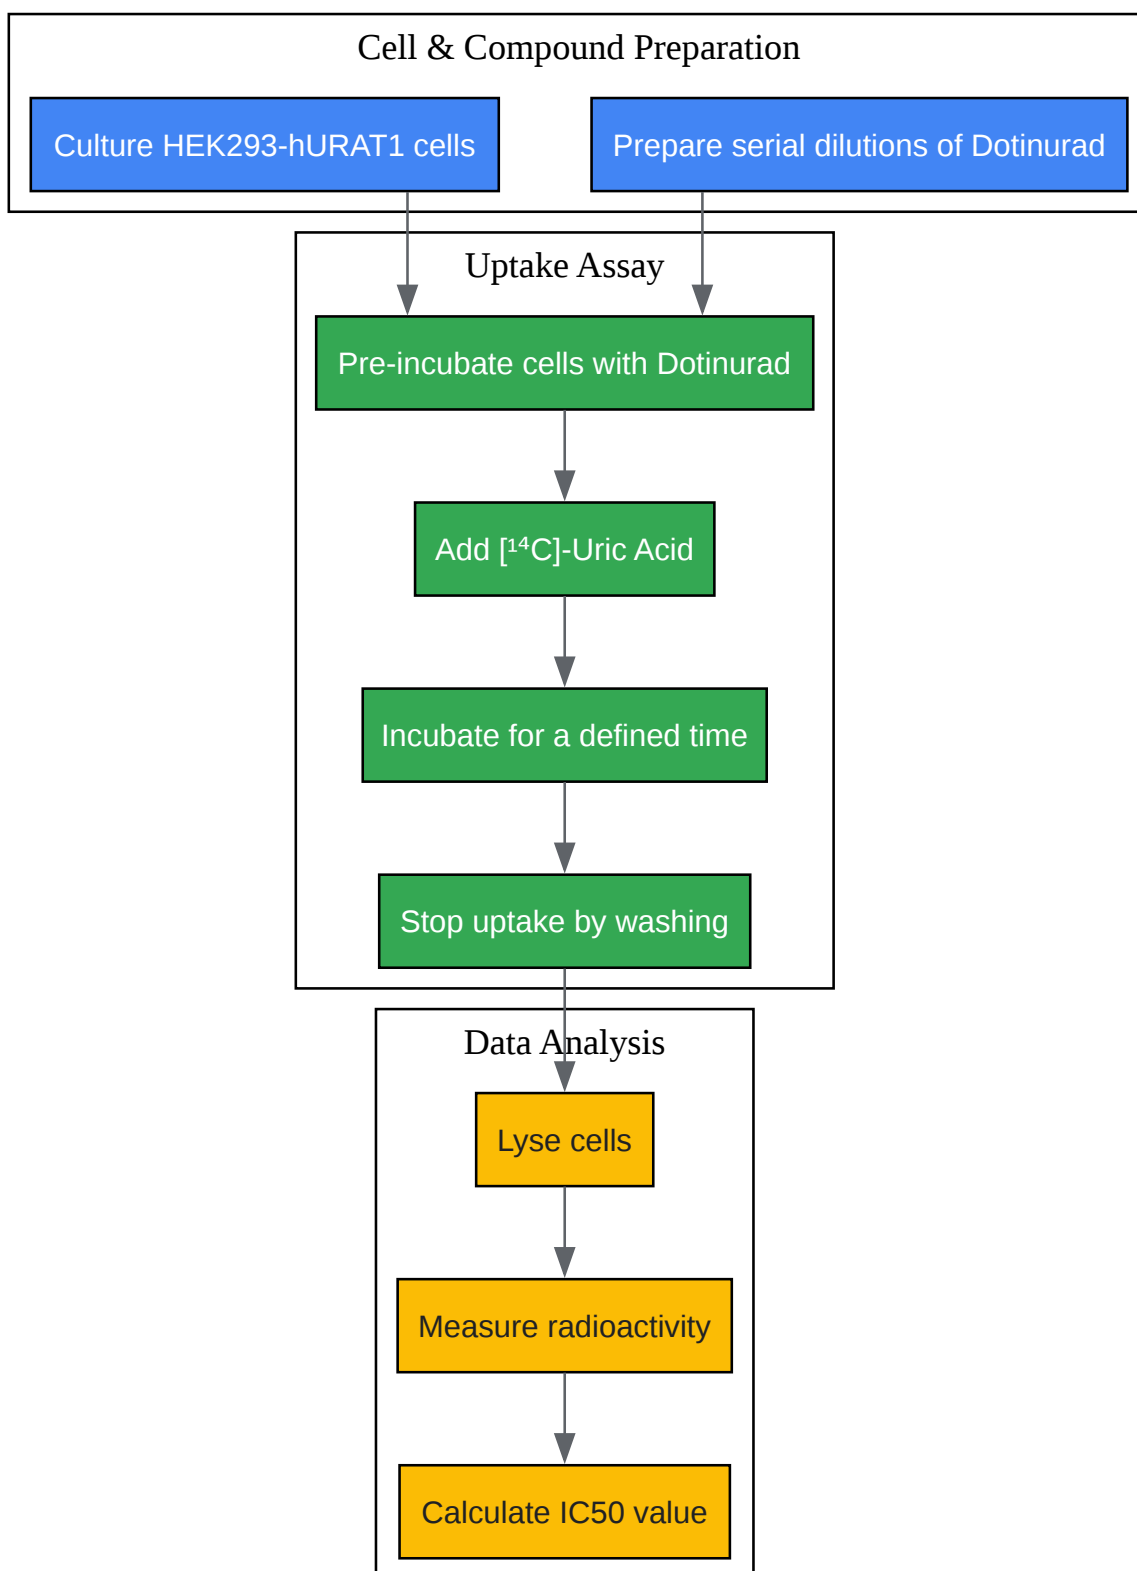 Cell & Compound Preparation
Culture HEK293-hURAT1 cells
Prepare serial dilutions of Dotinurad
Uptake Assay
Pre-incubate cells with Dotinurad
Add [¹⁴C]-Uric Acid
Incubate for a defined time
Stop uptake by washing
Data Analysis
Lyse cells
Measure radioactivity
Calculate IC50 value